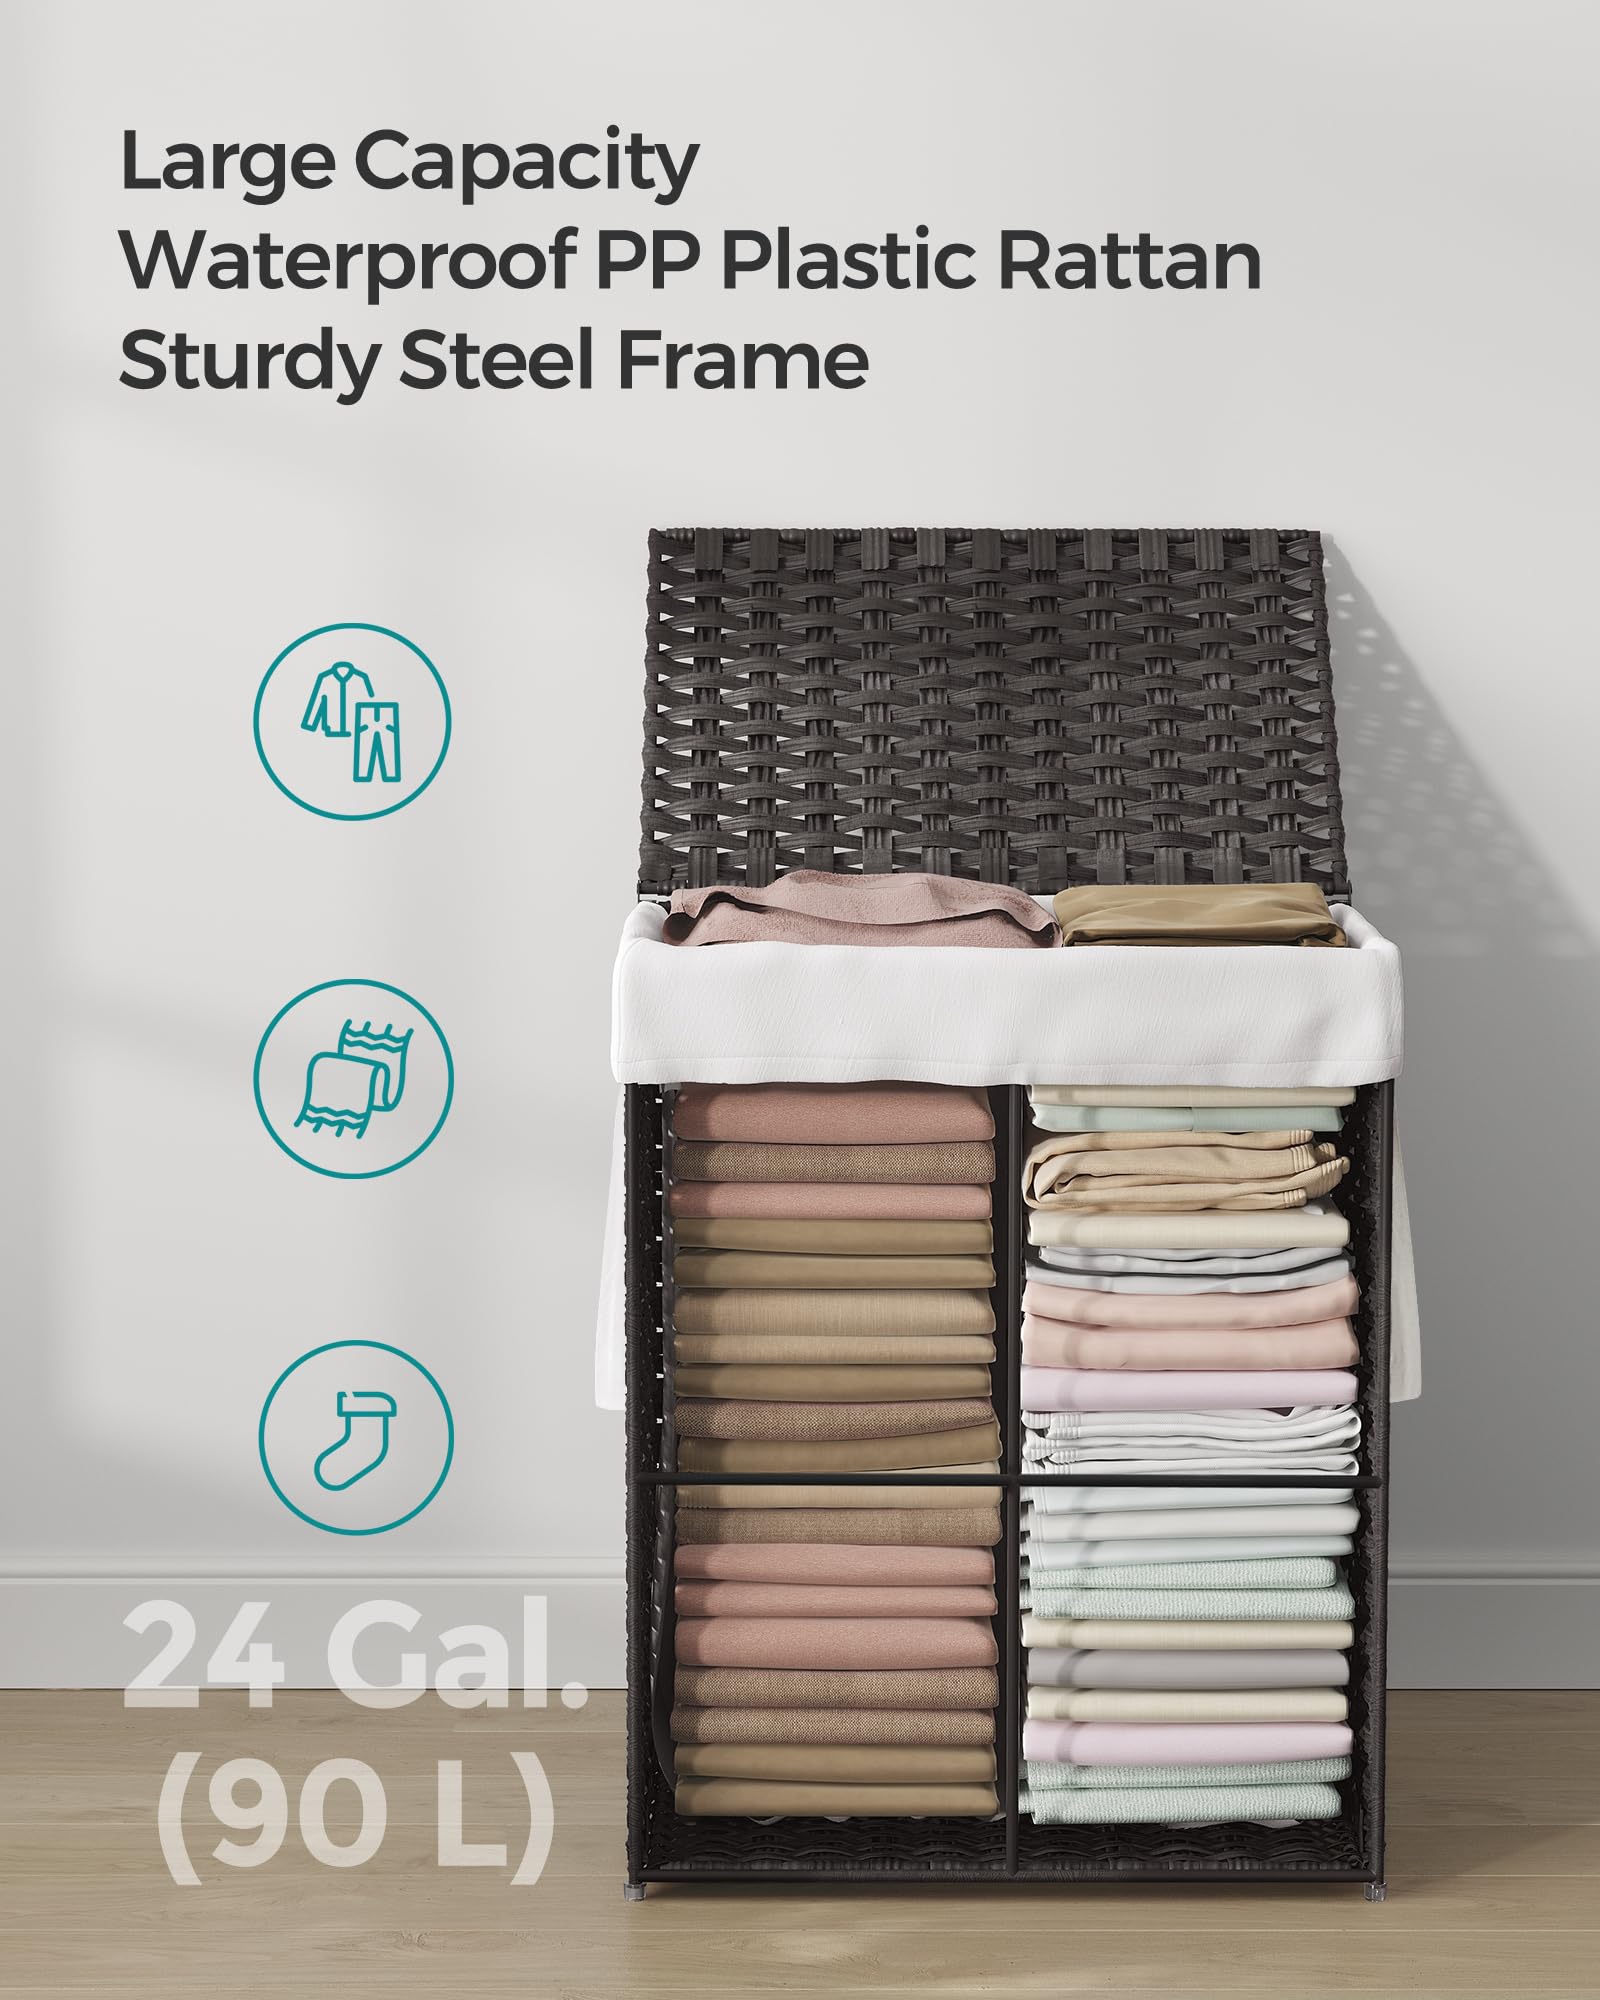 Large Capacity
Waterproof PP Plastic Rattan
Sturdy Steel Frame
24 Gal.
(90 L)